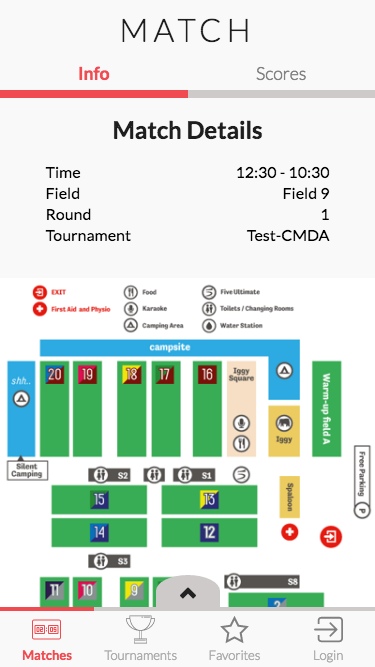 MATCH
Info Scores
Match Details
Time 12:30 - 10:30
Field Field 9
Round 1
Tournament Test-CMDA
EXIT Food Five Ultimate
First Aid and Physio Karaoke Toilets / Changing Rooms
Camping Area Water Station
campsite
shh..
20 19 18 17 16 Iggy
Square
Warm-up field A
Iggy
Silent
Camping
Free Parking
P
S2 S1
Spaloon
15 13
14 12
S3
11 10 9 S8
2
Matches Tournaments Favorites Login